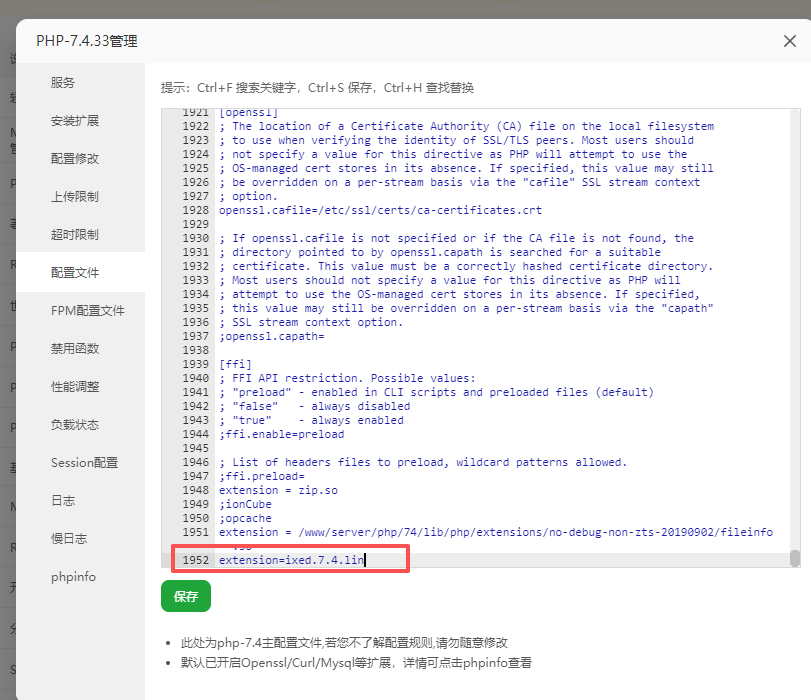 PHP-7.4.33管理
服务
安装扩展
配置修改
上传限制
超时限制
配置文件
FPM配置文件
禁用函数
性能调整
负载状态
Session配置
日志
慢日志
phpinfo
提示：Ctrl+F 搜索关键字，Ctrl+S 保存，Ctrl+H 查找替换
1921 [openssl]
1922 ; The location of a Certificate Authority (CA) file on the local filesystem
1923 ; to use when verifying the identity of SSL/TLS peers. Most users should
1924 ; not specify a value for this directive as PHP will attempt to use the
1925 ; OS-managed cert stores in its absence. If specified, this value may still
1926 ; be overridden on a per-stream basis via the "cafile" SSL stream context
1927 ; option.
1928 openssl.cafile=/etc/ssl/certs/ca-certificates.crt
1929
1930 ; If openssl.cafile is not specified or if the CA file is not found, the
1931 ; directory pointed to by openssl.capath is searched for a suitable
1932 ; certificate. This value must be a correctly hashed certificate directory.
1933 ; Most users should not specify a value for this directive as PHP will
1934 ; attempt to use the OS-managed cert stores in its absence. If specified,
1935 ; this value may still be overridden on a per-stream basis via the "capath"
1936 ; SSL stream context option.
1937 ;openssl.capath=
1938
1939 [ffi]
1940 ; FFI API restriction. Possible values:
1941 ; "preload" - enabled in CLI scripts and preloaded files (default)
1942 ; "false"   - always disabled
1943 ; "true"    - always enabled
1944 ;ffi.enable=preload
1945
1946 ; List of headers files to preload, wildcard patterns allowed.
1947 ;ffi.preload=
1948 extension = zip.so
1949 ;ionCube
1950 ;opcache
1951 extension = /www/server/php/74/lib/php/extensions/no-debug-non-zts-20190902/fileinfo
.so
1952 extension=ixed.7.4.lin
保存
此处为php-7.4主配置文件,若您不了解配置规则,请勿随意修改
默认已开启Openssl/Curl/Mysql等扩展，详情可点击phpinfo查看